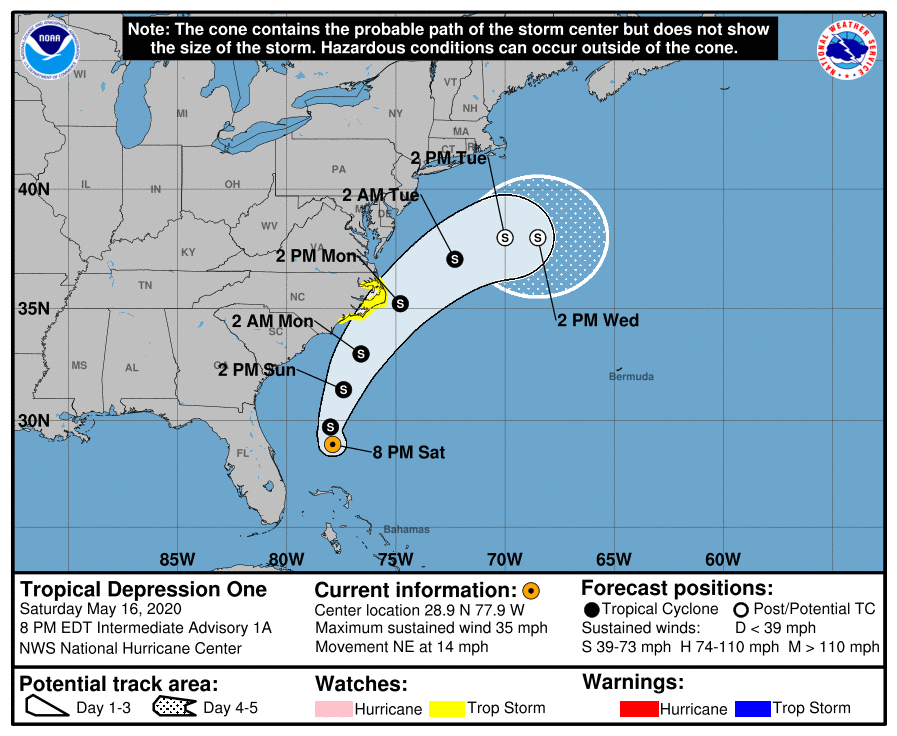 Note: The cone contains the probable path of the storm center but does not show
the size of the storm. Hazardous conditions can occur outside of the cone.
NOAA
NATIONAL WEATHER SERVICE
WI
MI
NY
VT
NH
MA
CT
RI
PA
IL
IN
OH
WV
VA
DE
KY
TN
NC
SC
MS
AL
GA
FL
40N
35N
30N
2 PM Tue
2 AM Tue
2 PM Mon
2 AM Mon
2 PM Sun
8 PM Sat
2 PM Wed
S
S
S
S
S
S
S
Bermuda
Bahamas
85W
80W
75W
70W
65W
60W
Tropical Depression One
Saturday May 16, 2020
8 PM EDT Intermediate Advisory 1A
NWS National Hurricane Center
Current information:
Center location 28.9 N 77.9 W
Maximum sustained wind 35 mph
Movement NE at 14 mph
Forecast positions:
Tropical Cyclone Post/Potential TC
Sustained winds: D < 39 mph
S 39-73 mph H 74-110 mph M > 110 mph
Potential track area:
Day 1-3 Day 4-5
Watches:
Hurricane Trop Storm
Warnings:
Hurricane Trop Storm